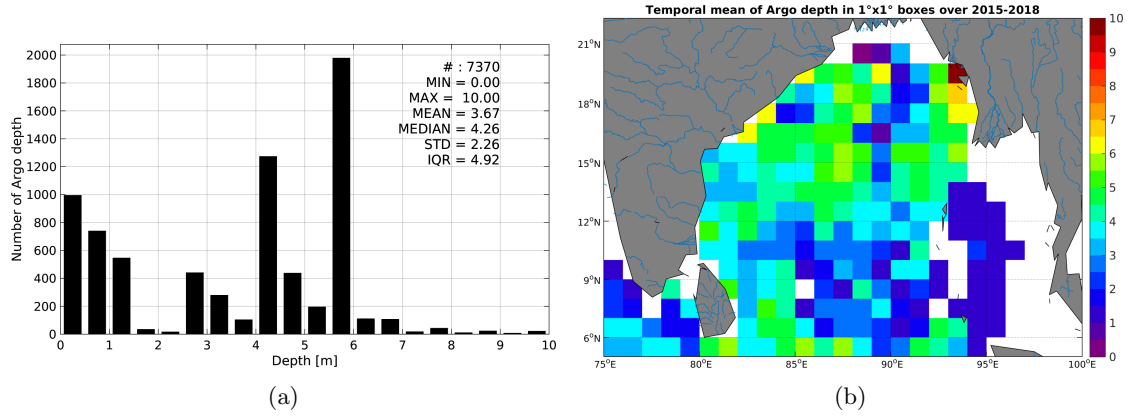 Number of Argo depth
2000
1800
1600
1400
1200
1000
800
600
400
200
0
# : 7370
MIN = 0.00
MAX = 10.00
MEAN = 3.67
MEDIAN = 4.26
STD = 2.26
IQR = 4.92
0 1 2 3 4 5 6 7 8 9 10
Depth [m]
(a)
Temporal mean of Argo depth in 1°x1° boxes over 2015-2018
21°N
18°N
15°N
12°N
9°N
6°N
75°E 80°E 85°E 90°E 95°E 100°E
10
9
8
7
6
5
4
3
2
1
0
(b)